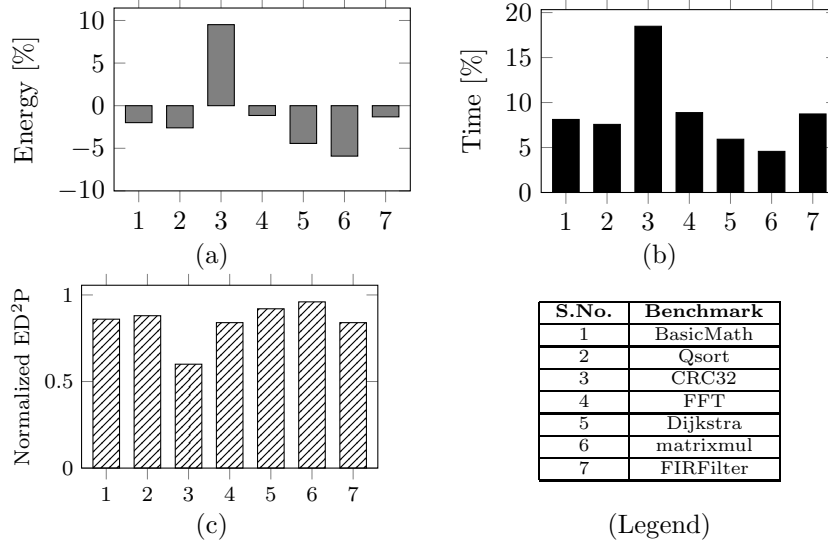 10
5
0
−5
−10
Energy [%]
1 2 3 4 5 6 7
(a)
20
15
10
5
0
Time [%]
1 2 3 4 5 6 7
(b)
1
0.5
0
Normalized ED²P
1 2 3 4 5 6 7
(c)
S.No. Benchmark
1 BasicMath
2 Qsort
3 CRC32
4 FFT
5 Dijkstra
6 matrixmul
7 FIRFilter
(Legend)